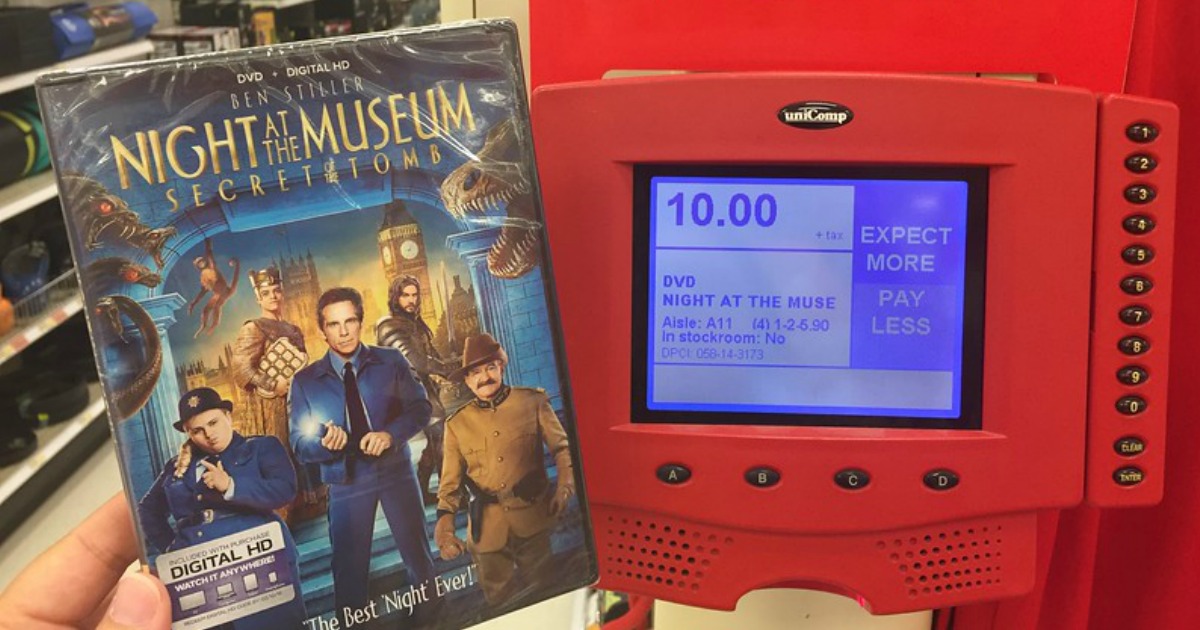 DVD + DIGITAL HD
BEN STILLER
NIGHT AT THE MUSEUM
SECRET OF THE TOMB
INCLUDED WITH PURCHASE
DIGITAL HD
WATCH IT ANYWHERE!
"The Best 'Night' Ever!"
uniComp
10.00
+ tax
EXPECT
MORE
PAY
LESS
DVD
NIGHT AT THE MUSE
Aisle: A11 (4) 1-2-5.90
In stockroom: No
DPCI: 058-14-3173
A B C D
1
2
3
4
5
6
7
8
9
0
CLEAR
ENTER